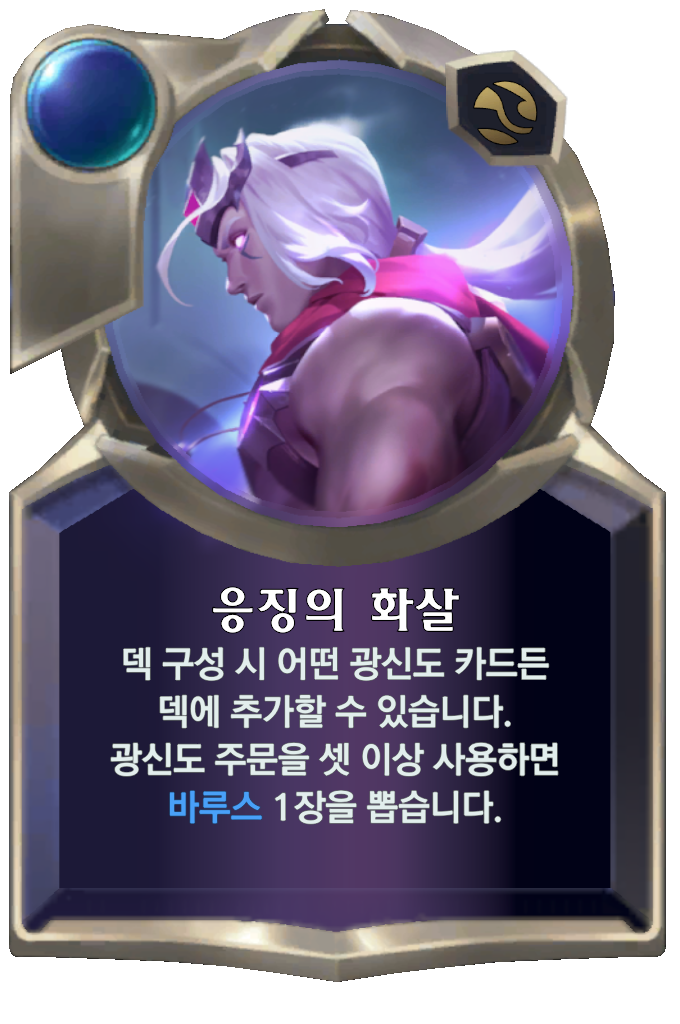 응징의 화살
덱 구성 시 어떤 광신도 카드든
덱에 추가할 수 있습니다.
광신도 주문을 셋 이상 사용하면
바루스 1장을 뽑습니다.